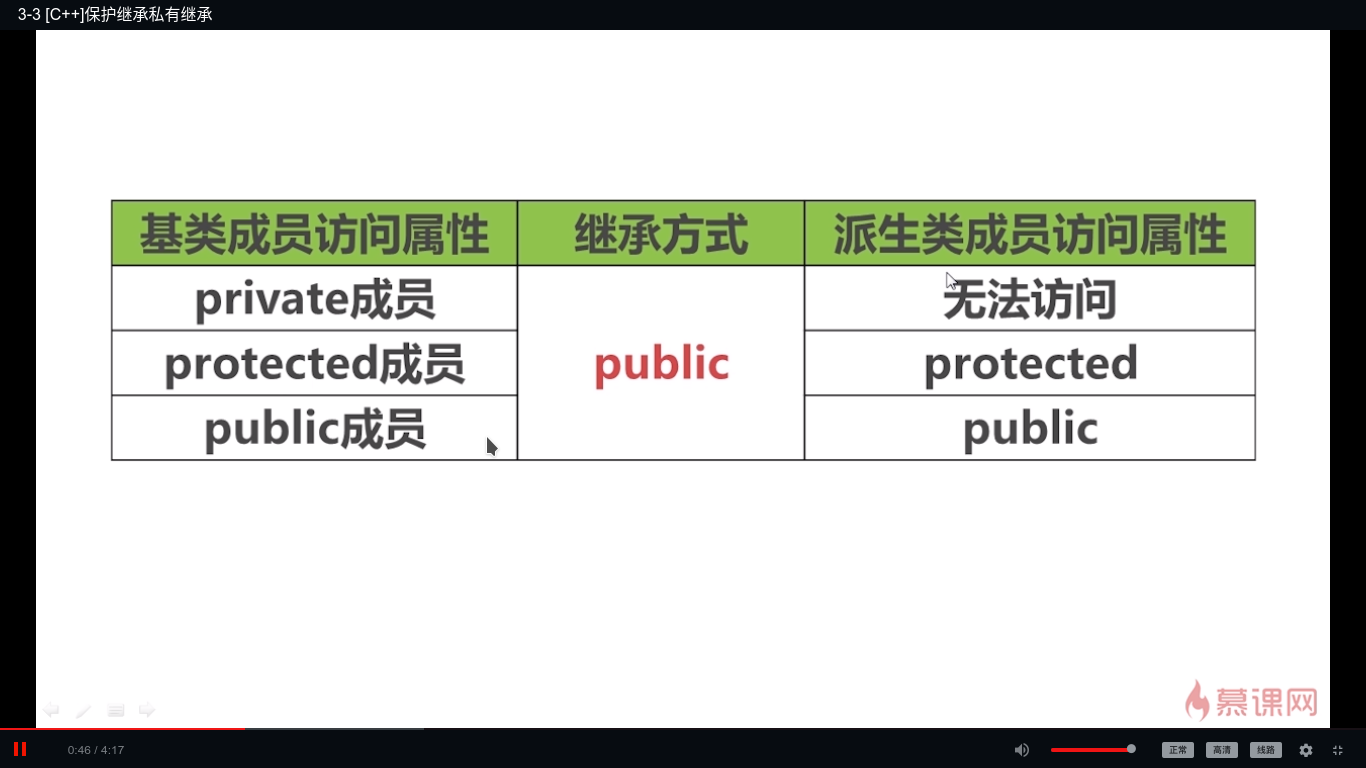 3-3 [C++]保护继承私有继承
基类成员访问属性 继承方式 派生类成员访问属性
private成员 无法访问
protected成员 public protected
public成员 public
慕课网
0:46 / 4:17 正常 高清 线路